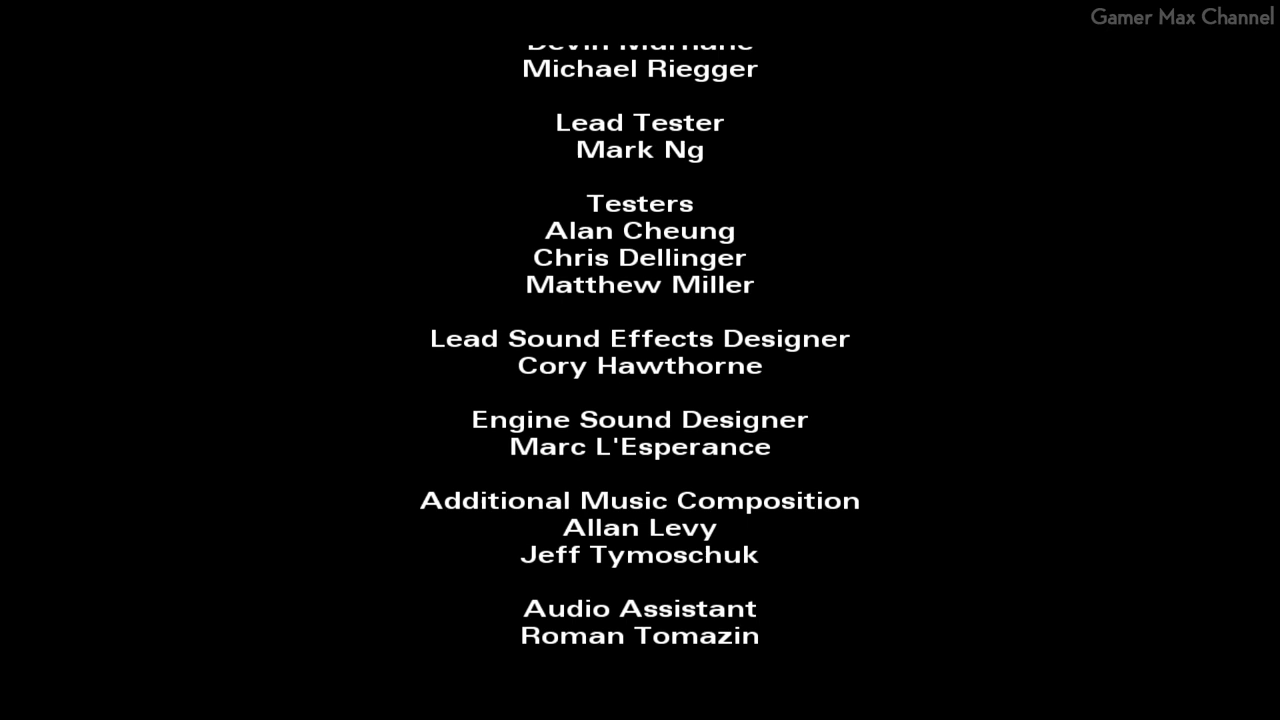 Gamer Max Channel
Michael Riegger
Lead Tester
Mark Ng
Testers
Alan Cheung
Chris Dellinger
Matthew Miller
Lead Sound Effects Designer
Cory Hawthorne
Engine Sound Designer
Marc L'Esperance
Additional Music Composition
Allan Levy
Jeff Tymoschuk
Audio Assistant
Roman Tomazin